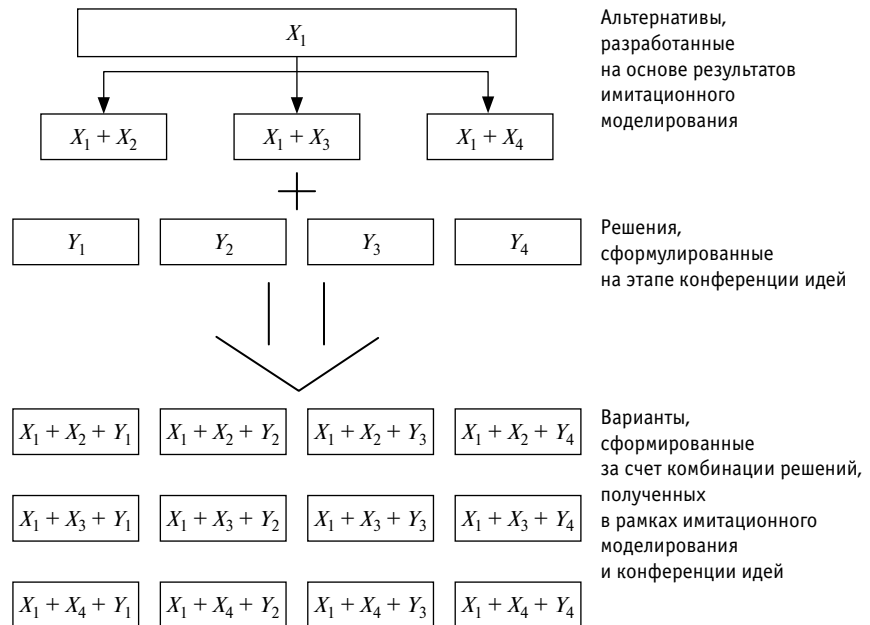 X₁
Альтернативы,
разработанные
на основе результатов
имитационного
моделирования
X₁ + X₂ X₁ + X₃ X₁ + X₄
+
Y₁ Y₂ Y₃ Y₄
Решения,
сформулированные
на этапе конференции идей
X₁ + X₂ + Y₁ X₁ + X₂ + Y₂ X₁ + X₂ + Y₃ X₁ + X₂ + Y₄
X₁ + X₃ + Y₁ X₁ + X₃ + Y₂ X₁ + X₃ + Y₃ X₁ + X₃ + Y₄
X₁ + X₄ + Y₁ X₁ + X₄ + Y₂ X₁ + X₄ + Y₃ X₁ + X₄ + Y₄
Варианты,
сформированные
за счет комбинации решений,
полученных
в рамках имитационного
моделирования
и конференции идей